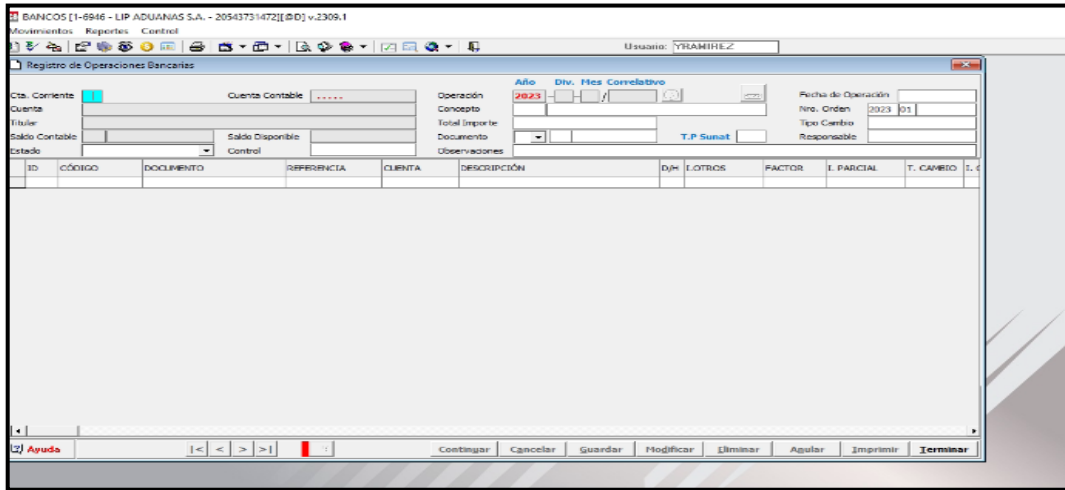 BANCOS [1-6946 - LIP ADUANAS S.A. - 20543731472][@D] v.2309.1
Movimientos Reportes Control
Usuario: YRAMIREZ
Registro de Operaciones Bancarias
Año Div. Mes Correlativo
Cta. Corriente Cuenta Contable ..... Operación 2023 - - / Fecha de Operación
Cuenta Concepto Nro. Orden 2023 01
Titular Total Importe Tipo Cambio
Saldo Contable Saldo Disponible Documento T.P Sunat Responsable
Estado Control Observaciones
ID CÓDIGO DOCUMENTO REFERENCIA CUENTA DESCRIPCIÓN D/H I.OTROS FACTOR I. PARCIAL T. CAMBIO
Ayuda |< < > >| Continuar Cancelar Guardar Modificar Eliminar Anular Imprimir Terminar